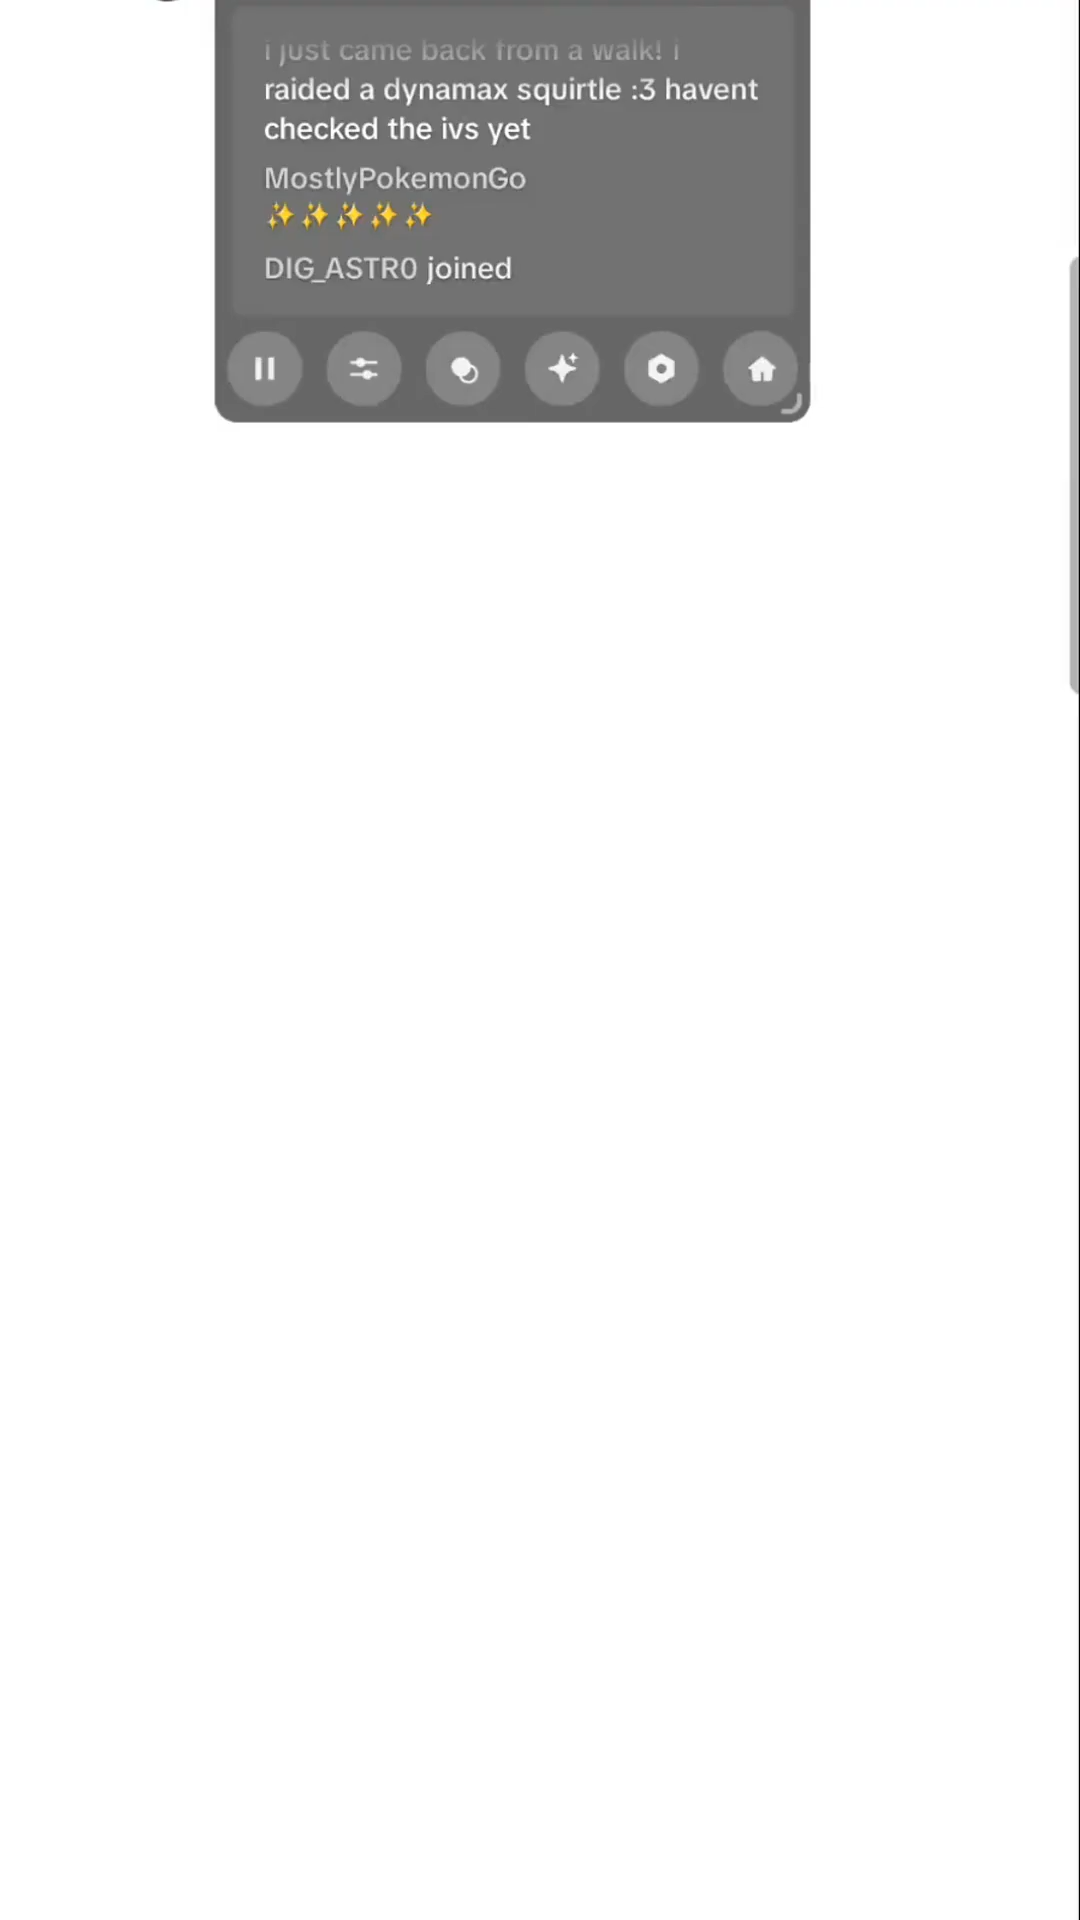 i just came back from a walk! i
raided a dynamax squirtle :3 havent
checked the ivs yet
MostlyPokemonGo
✨✨✨✨✨
DIG_ASTR0 joined